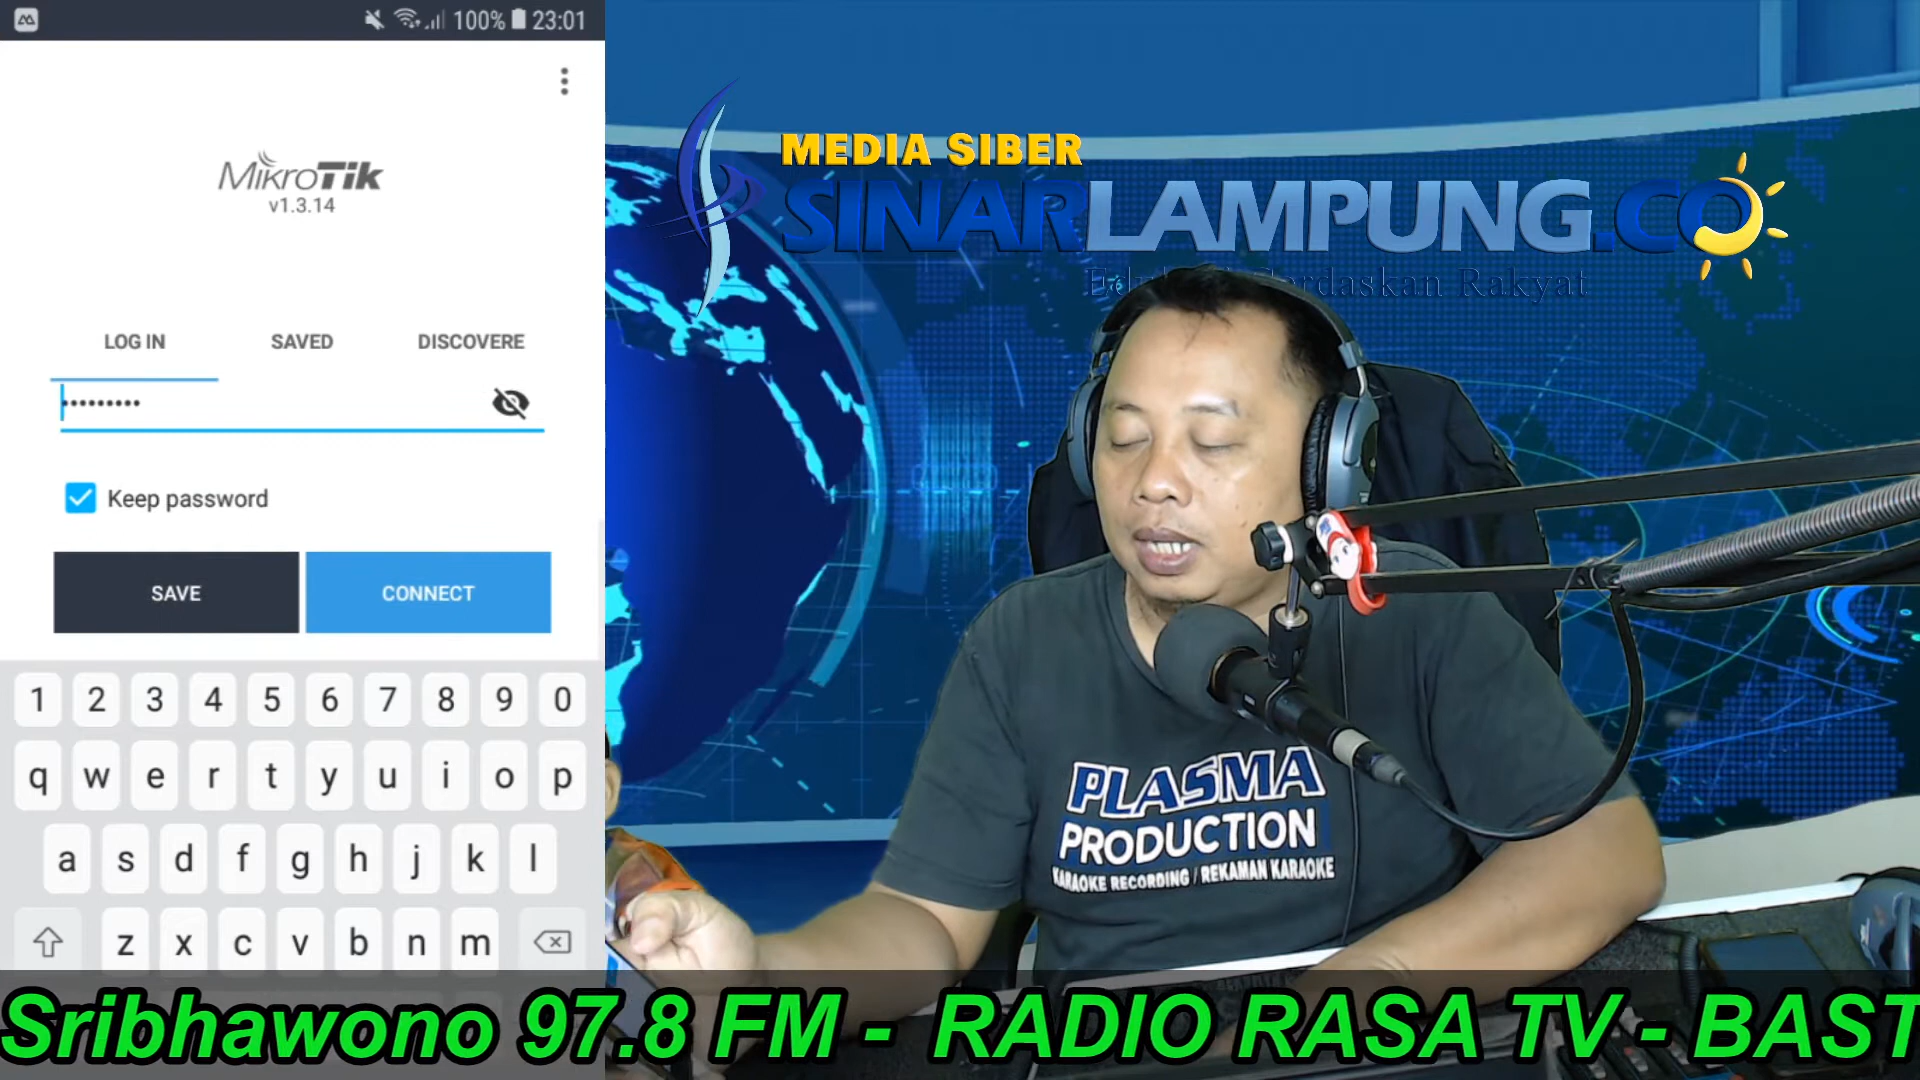 100% 23:01
MikroTik
v1.3.14
LOG IN SAVED DISCOVERE
•••••••••
Keep password
SAVE CONNECT
1 2 3 4 5 6 7 8 9 0
q w e r t y u i o p
a s d f g h j k l
z x c v b n m
MEDIA SIBER
SINARLAMPUNG.CO
Rakyat
PLASMA
PRODUCTION
KARAOKE RECORDING / REKAMAN KARAOKE
Sribhawono 97.8 FM - RADIO RASA TV - BAST